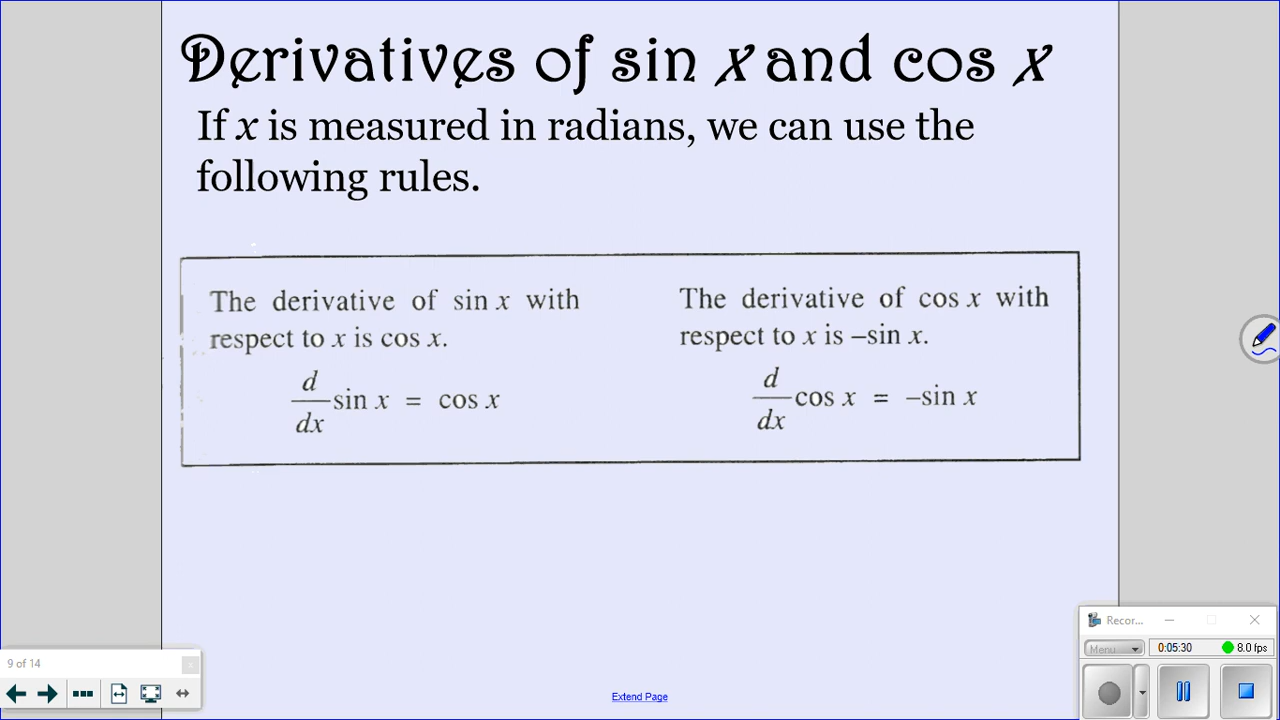 Derivatives of sin x and cos x
If x is measured in radians, we can use the
following rules.
The derivative of sin x with
respect to x is cos x.
d
dx
sin x = cos x
The derivative of cos x with
respect to x is –sin x.
d
dx
cos x = –sin x
Recor...
Menu
0:05:30
8.0 fps
9 of 14
Extend Page